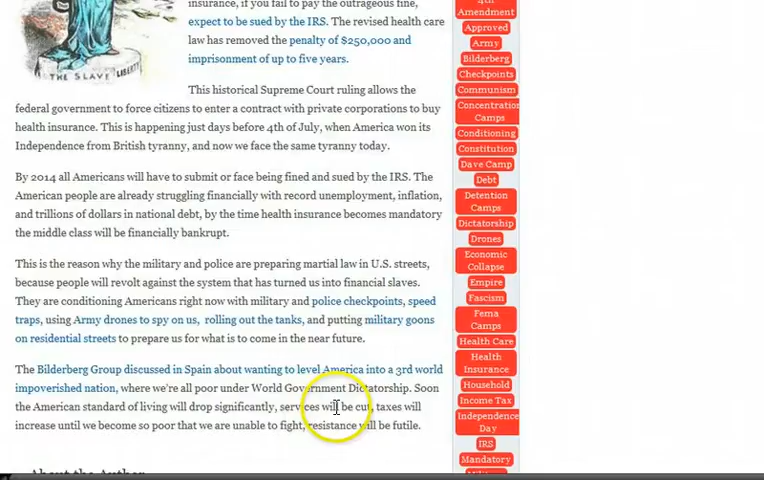 insurance, if you fail to pay the outrageous fine,
expect to be sued by the IRS. The revised health care
law has removed the penalty of $250,000 and
imprisonment of up to five years.
THE SLAVE LIBERTY
This historical Supreme Court ruling allows the
federal government to force citizens to enter a contract with private corporations to buy
health insurance. This is happening just days before 4th of July, when America won its
Independence from British tyranny, and now we face the same tyranny today.
By 2014 all Americans will have to submit or face being fined and sued by the IRS. The
American people are already struggling financially with record unemployment, inflation,
and trillions of dollars in national debt, by the time health insurance becomes mandatory
the middle class will be financially bankrupt.
This is the reason why the military and police are preparing martial law in U.S. streets,
because people will revolt against the system that has turned us into financial slaves.
They are conditioning Americans right now with military and police checkpoints, speed
traps, using Army drones to spy on us, rolling out the tanks, and putting military goons
on residential streets to prepare us for what is to come in the near future.
The Bilderberg Group discussed in Spain about wanting to level America into a 3rd world
impoverished nation, where we're all poor under World Government Dictatorship. Soon
the American standard of living will drop significantly, services will be cut, taxes will
increase until we become so poor that we are unable to fight, resistance will be futile.
About the Author
4th
Amendment
Approved
Army
Bilderberg
Checkpoints
Communism
Concentration
Camps
Conditioning
Constitution
Dave Camp
Debt
Detention
Camps
Dictatorship
Drones
Economic
Collapse
Empire
Fascism
Fema
Camps
Health Care
Health
Insurance
Household
Income Tax
Independence
Day
IRS
Mandatory